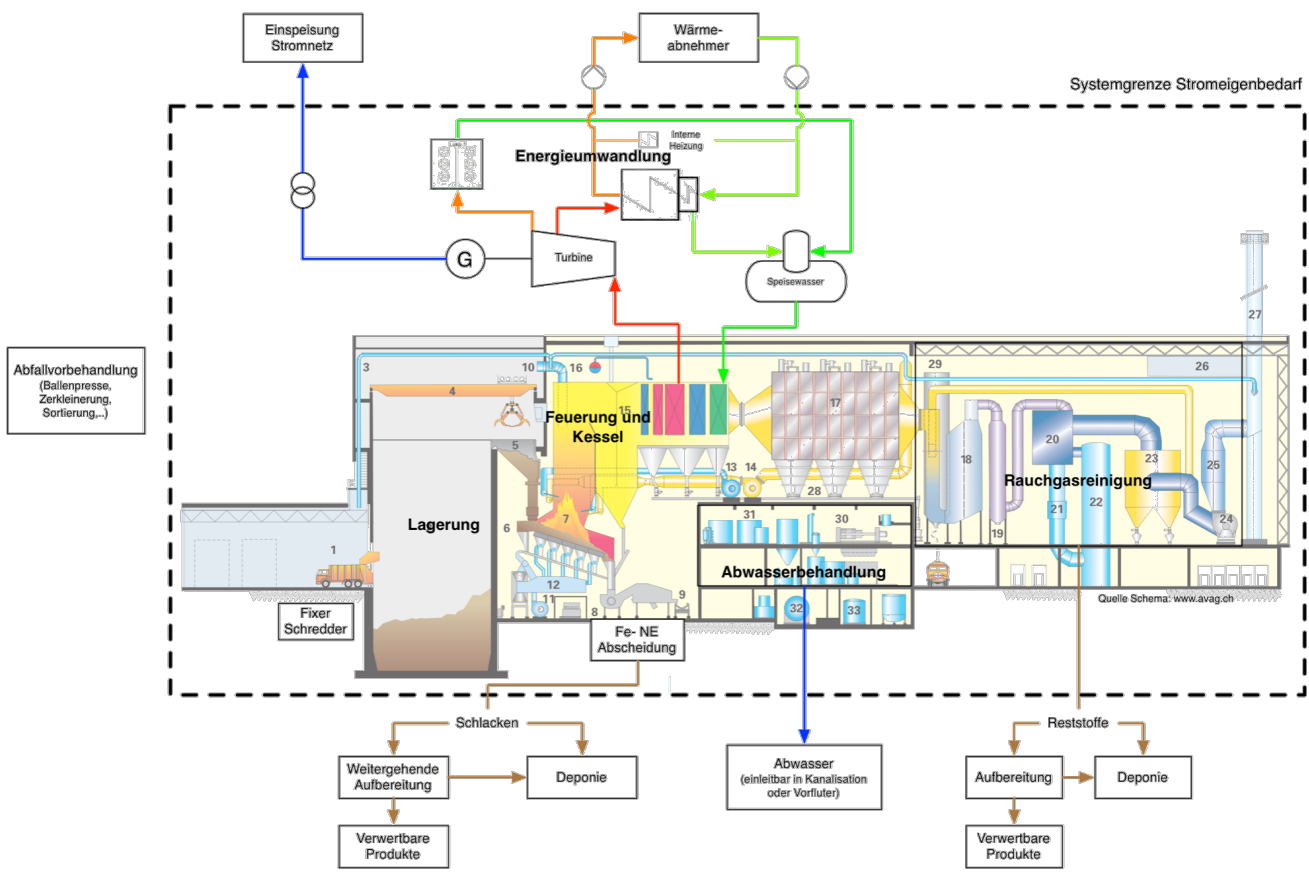 Einspeisung
Stromnetz
Wärme-
abnehmer
Systemgrenze Stromeigenbedarf
Interne
Heizung
Energieumwandlung
G
Turbine
Speisewasser
27
Abfallvorbehandlung
(Ballenpresse,
Zerkleinerung,
Sortierung,..)
3
10
16
29
26
4
15
17
Feuerung und
Kessel
5
20
23
25
18
13
14
Rauchgasreinigung
28
21
22
24
19
Lagerung
6
7
31
30
1
12
Abwasserbehandlung
11
8
9
32
33
Quelle Schema: www.avag.ch
Fixer
Schredder
Fe- NE
Abscheidung
Schlacken
Reststoffe
Weitergehende
Aufbereitung
Deponie
Abwasser
(einleitbar in Kanalisation
oder Vorfluter)
Aufbereitung
Deponie
Verwertbare
Produkte
Verwertbare
Produkte